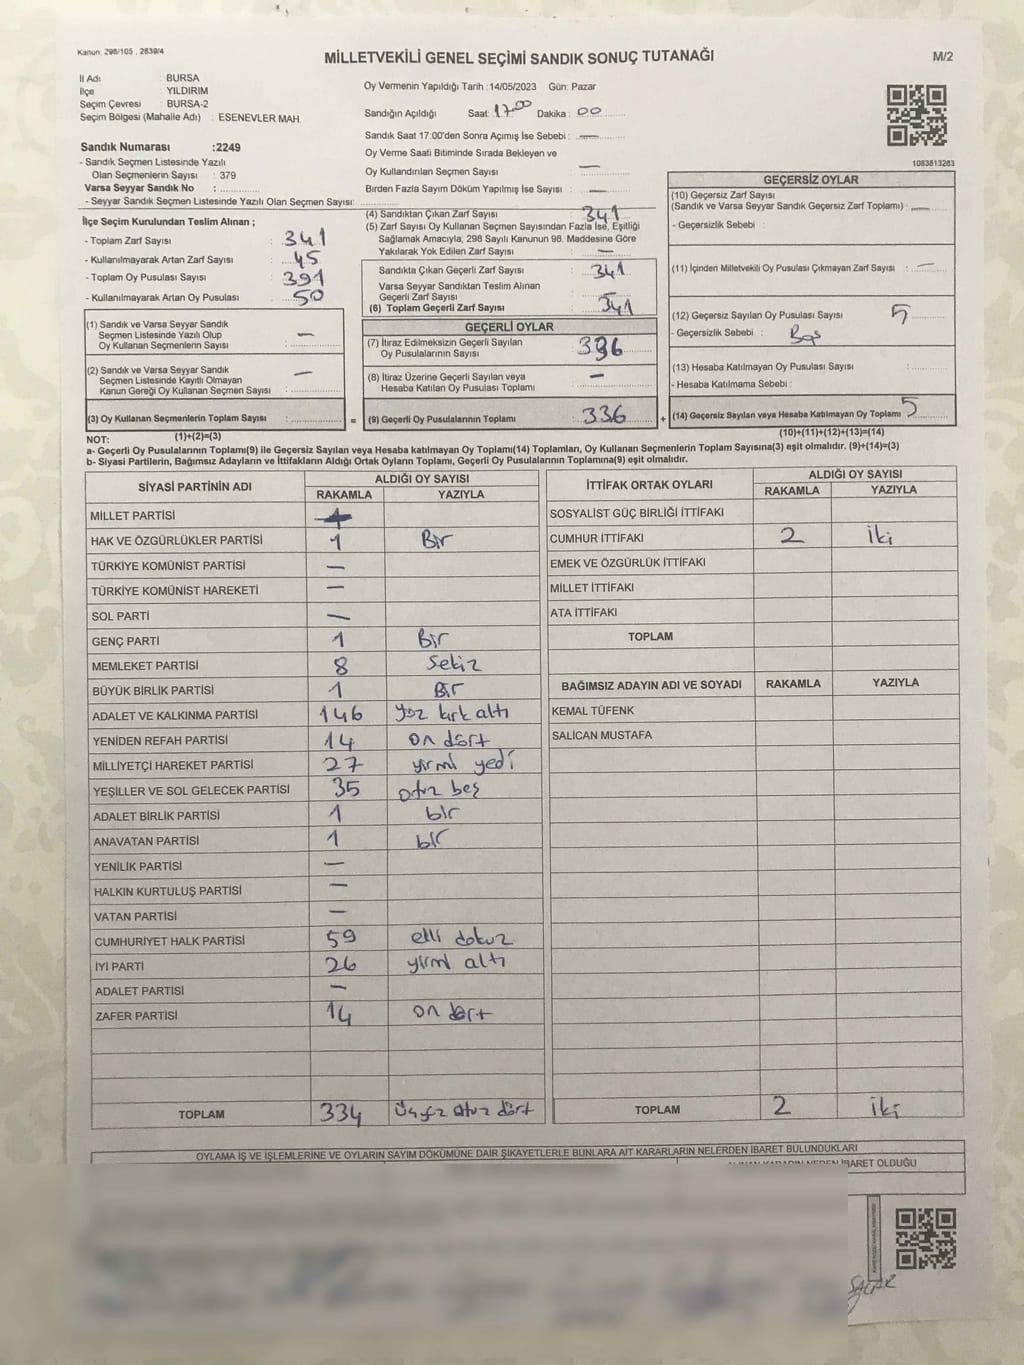 Kanun: 298/105 , 2839/4
MİLLETVEKİLİ GENEL SEÇİMİ SANDIK SONUÇ TUTANAĞI
M/2
İl Adı : BURSA
İlçe : YILDIRIM
Seçim Çevresi : BURSA-2
Seçim Bölgesi (Mahalle Adı) : ESENEVLER MAH.
Oy Vermenin Yapıldığı Tarih : 14/05/2023 Gün: Pazar
Sandığın Açıldığı Saat: 17.00 Dakika : 00
Sandık Saat 17:00'den Sonra Açımış İse Sebebi : —
Oy Verme Saati Bitiminde Sırada Bekleyen ve
Oy Kullandırılan Seçmen Sayısı : —
Birden Fazla Sayım Döküm Yapılmış İse Sayısı : —
1083813283
Sandık Numarası :2249
- Sandık Seçmen Listesinde Yazılı
Olan Seçmenlerin Sayısı : 379
Varsa Seyyar Sandık No :
- Seyyar Sandık Seçmen Listesinde Yazılı Olan Seçmen Sayısı:
İlçe Seçim Kurulundan Teslim Alınan ;
- Toplam Zarf Sayısı : 341
- Kullanılmayarak Artan Zarf Sayısı : 45
- Toplam Oy Pusulası Sayısı : 391
- Kullanılmayarak Artan Oy Pusulası : 50
(1) Sandık ve Varsa Seyyar Sandık
Seçmen Listesinde Yazılı Olup
Oy Kullanan Seçmenlerin Sayısı : —
(2) Sandık ve Varsa Seyyar Sandık
Seçmen Listesinde Kayıtlı Olmayan
Kanun Gereği Oy Kullanan Seçmen Sayısı : —
(3) Oy Kullanan Seçmenlerin Toplam Sayısı :
(1)+(2)=(3)
(4) Sandıktan Çıkan Zarf Sayısı : 341
(5) Zarf Sayısı Oy Kullanan Seçmen Sayısından Fazla İse, Eşitliği
Sağlamak Amacıyla, 298 Sayılı Kanunun 98. Maddesine Göre
Yakılarak Yok Edilen Zarf Sayısı : —
Sandıkta Çıkan Geçerli Zarf Sayısı : 341
Varsa Seyyar Sandıktan Teslim Alınan
Geçerli Zarf Sayısı :
(6) Toplam Geçerli Zarf Sayısı : 341
GEÇERLİ OYLAR
(7) İtiraz Edilmeksizin Geçerli Sayılan
Oy Pusulalarının Sayısı : 336
(8) İtiraz Üzerine Geçerli Sayılan veya
Hesaba Katılan Oy Pusulası Toplamı : —
= (9) Geçerli Oy Pusulalarının Toplamı : 336 +
GEÇERSİZ OYLAR
(10) Geçersiz Zarf Sayısı
(Sandık ve Varsa Seyyar Sandık Geçersiz Zarf Toplamı) : —
- Geçersizlik Sebebi :
(11) İçinden Milletvekili Oy Pusulası Çıkmayan Zarf Sayısı : —
(12) Geçersiz Sayılan Oy Pusulası Sayısı : 5
- Geçersizlik Sebebi : Boş
(13) Hesaba Katılmayan Oy Pusulası Sayısı :
- Hesaba Katılmama Sebebi :
(14) Geçersiz Sayılan veya Hesaba Katılmayan Oy Toplamı : 5
(10)+(11)+(12)+(13)=(14)
NOT:
a- Geçerli Oy Pusulalarının Toplamı(9) ile Geçersiz Sayılan veya Hesaba katılmayan Oy Toplamı(14) Toplamları, Oy Kullanan Seçmenlerin Toplam Sayısına(3) eşit olmalıdır. (9)+(14)=(3)
b- Siyasi Partilerin, Bağımsız Adayların ve İttifakların Aldığı Ortak Oyların Toplamı, Geçerli Oy Pusulalarının Toplamına(9) eşit olmalıdır.
SİYASİ PARTİNİN ADI ALDIĞI OY SAYISI
RAKAMLA YAZIYLA
MİLLET PARTİSİ
HAK VE ÖZGÜRLÜKLER PARTİSİ 1 Bir
TÜRKİYE KOMÜNİST PARTİSİ —
TÜRKİYE KOMÜNİST HAREKETİ —
SOL PARTİ —
GENÇ PARTİ 1 Bir
MEMLEKET PARTİSİ 8 Sekiz
BÜYÜK BİRLİK PARTİSİ 1 Bir
ADALET VE KALKINMA PARTİSİ 146 yüz kırk altı
YENİDEN REFAH PARTİSİ 14 on dört
MİLLİYETÇİ HAREKET PARTİSİ 27 yirmi yedi
YEŞİLLER VE SOL GELECEK PARTİSİ 35 otuz beş
ADALET BİRLİK PARTİSİ 1 bir
ANAVATAN PARTİSİ 1 bir
YENİLİK PARTİSİ —
HALKIN KURTULUŞ PARTİSİ —
VATAN PARTİSİ —
CUMHURİYET HALK PARTİSİ 59 elli dokuz
İYİ PARTİ 26 yirmi altı
ADALET PARTİSİ —
ZAFER PARTİSİ 14 on dört
TOPLAM 334 Üçyüz otuz dört
İTTİFAK ORTAK OYLARI ALDIĞI OY SAYISI
RAKAMLA YAZIYLA
SOSYALİST GÜÇ BİRLİĞİ İTTİFAKI
CUMHUR İTTİFAKI 2 İki
EMEK VE ÖZGÜRLÜK İTTİFAKI
MİLLET İTTİFAKI
ATA İTTİFAKI
TOPLAM
BAĞIMSIZ ADAYIN ADI VE SOYADI RAKAMLA YAZIYLA
KEMAL TÜFENK
SALİCAN MUSTAFA
TOPLAM 2 İki
OYLAMA İŞ VE İŞLEMLERİNE VE OYLARIN SAYIM DÖKÜMÜNE DAİR ŞİKAYETLERLE BUNLARA AİT KARARLARIN NELERDEN İBARET BULUNDUKLARI
İBARET OLDUĞU